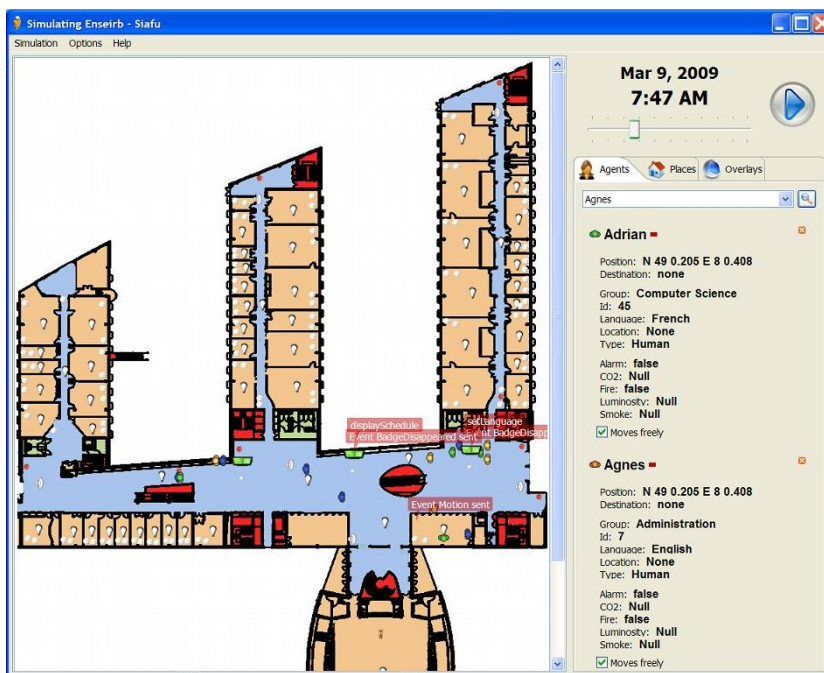 Simulating Enseirb - Siafu
Simulation Options Help
displaySchedule
Event BadgeDisappeared sent
setLanguage
Event BadgeDisapp
Event Motion sent
Mar 9, 2009
7:47 AM
Agents Places Overlays
Agnes
Adrian
Position: N 49 0.205 E 8 0.408
Destination: none
Group: Computer Science
Id: 45
Language: French
Location: None
Type: Human
Alarm: false
CO2: Null
Fire: false
Luminosity: Null
Smoke: Null
Moves freely
Agnes
Position: N 49 0.205 E 8 0.408
Destination: none
Group: Administration
Id: 7
Language: English
Location: None
Type: Human
Alarm: false
CO2: Null
Fire: false
Luminosity: Null
Smoke: Null
Moves freely